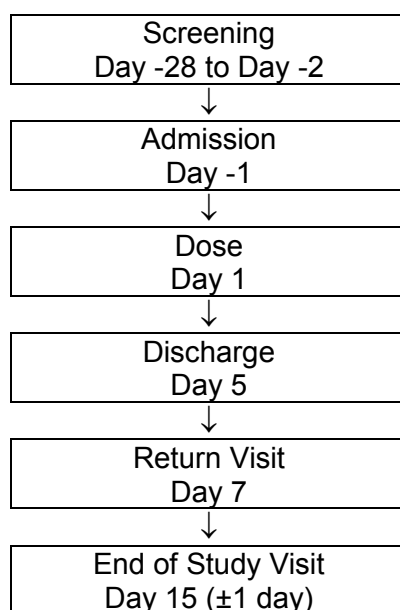 Screening
Day -28 to Day -2
↓
Admission
Day -1
↓
Dose
Day 1
↓
Discharge
Day 5
↓
Return Visit
Day 7
↓
End of Study Visit
Day 15 (±1 day)